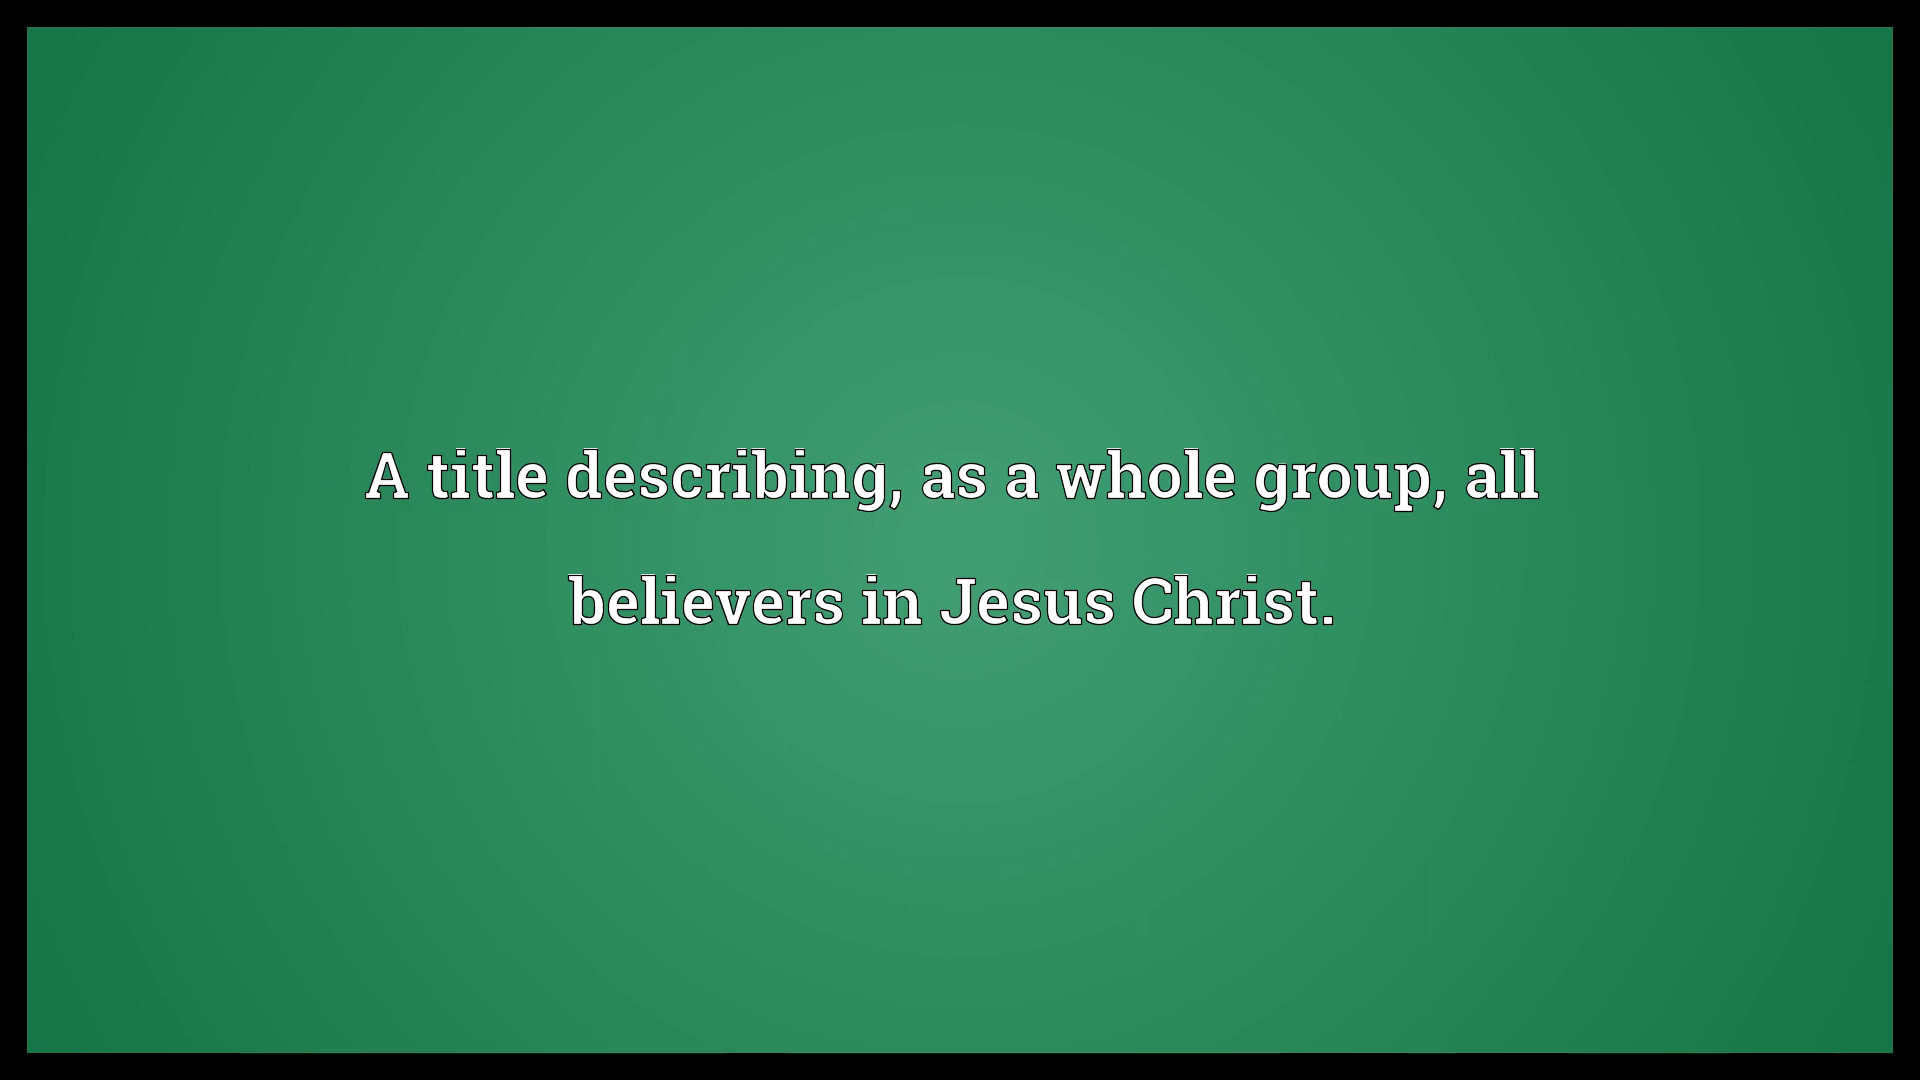 A title describing, as a whole group, all
believers in Jesus Christ.